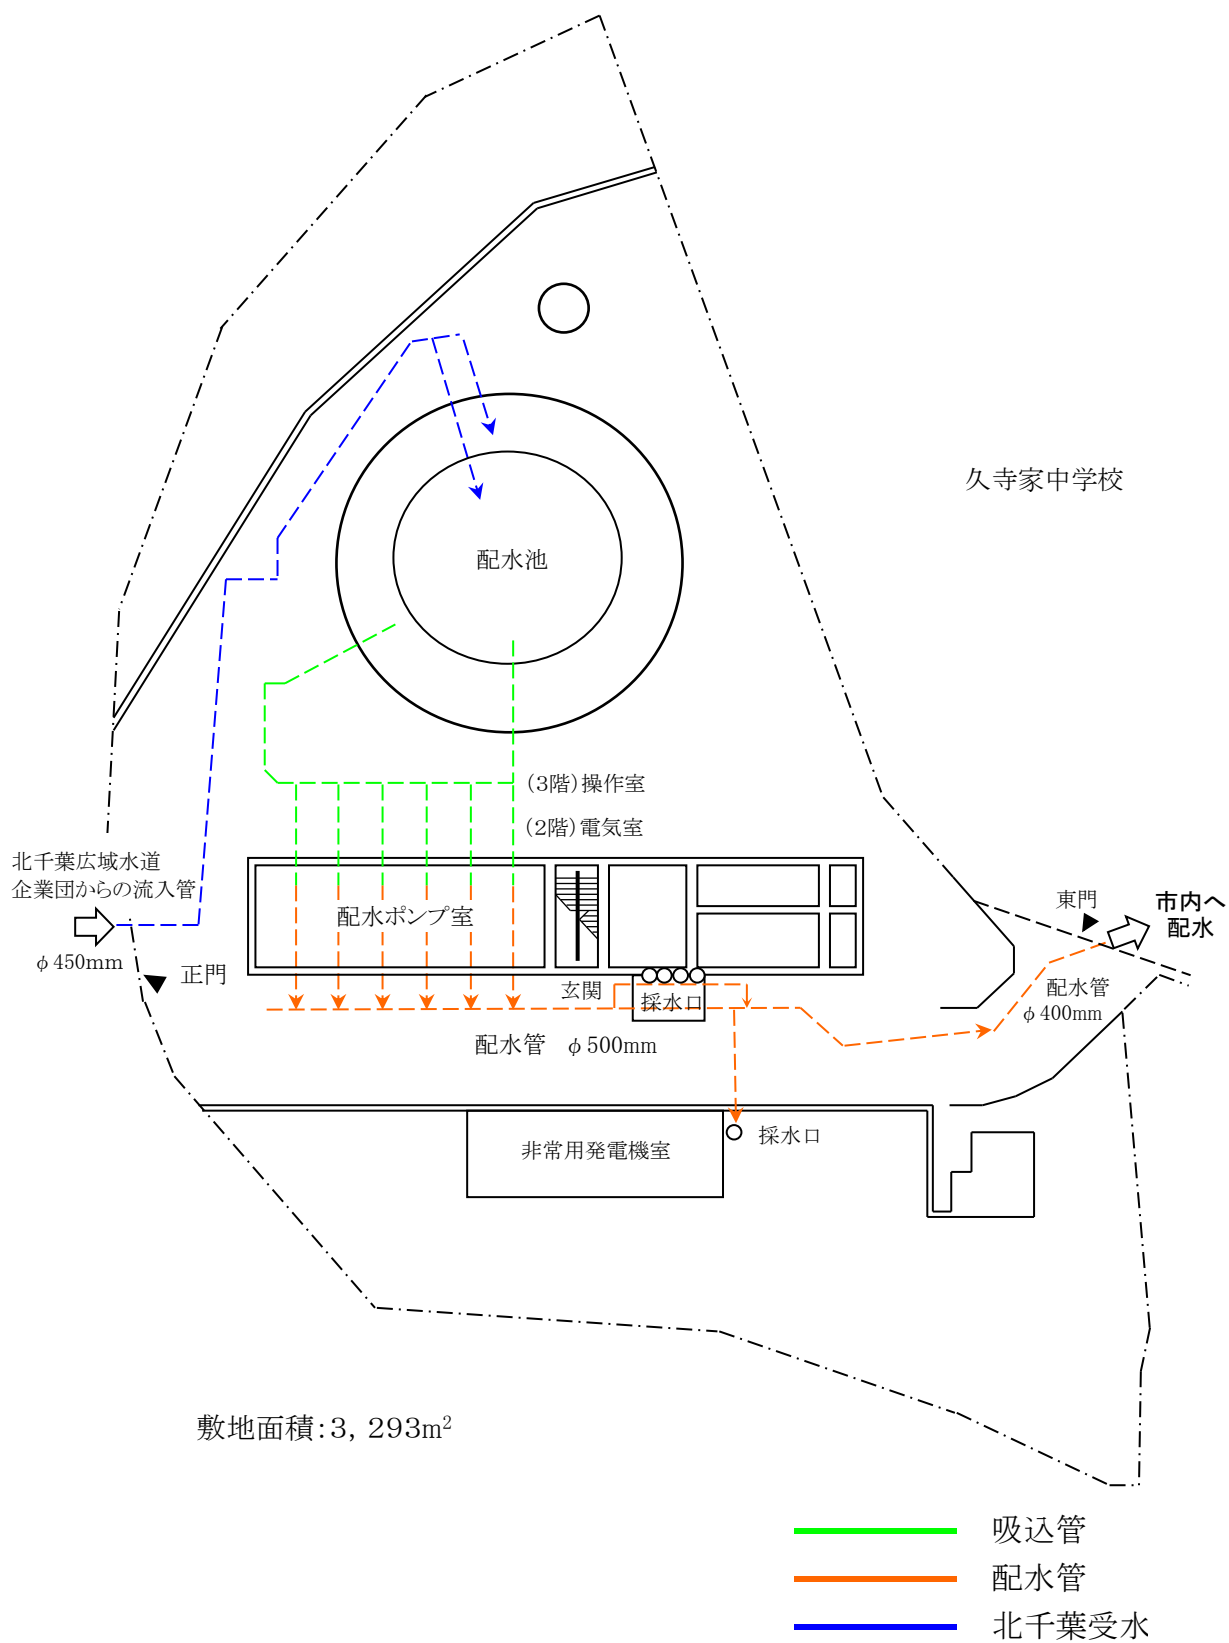 久寺家中学校
配水池
(3階)操作室
(2階)電気室
北千葉広域水道
企業団からの流入管
φ450mm
正門
配水ポンプ室
玄関
採水口
東門
市内へ
配水
配水管
φ400mm
配水管 φ500mm
非常用発電機室
採水口
敷地面積:3,293m²
吸込管
配水管
北千葉受水